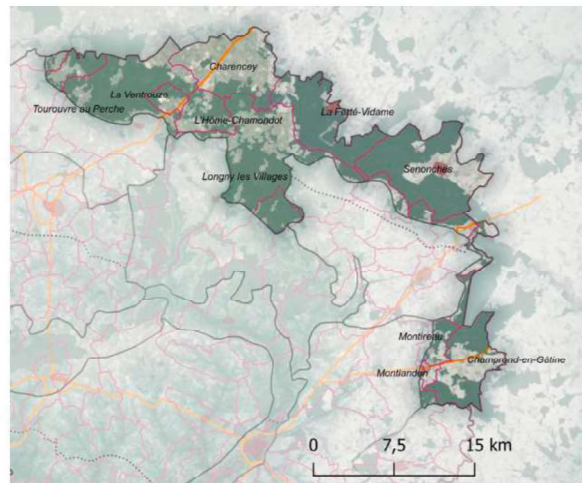 Charencey
La Ventrouze
Tourouvre au Perche
L'Hôme-Chamondot
La Ferté-Vidame
Senonches
Longny les Villages
Montireau
Champrond-en-Gâtine
Montlandon
0 7,5 15 km